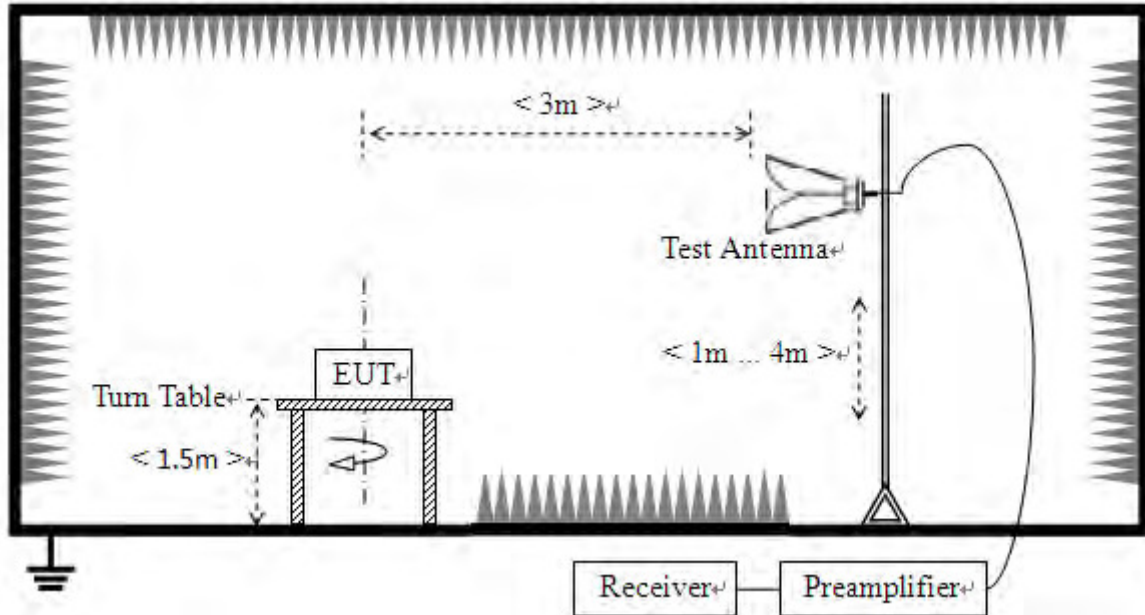 < 3m >↵
Test Antenna↵
< 1m ... 4m >↵
EUT↵
Turn Table↵
< 1.5m >↵
Receiver↵
Preamplifier↵